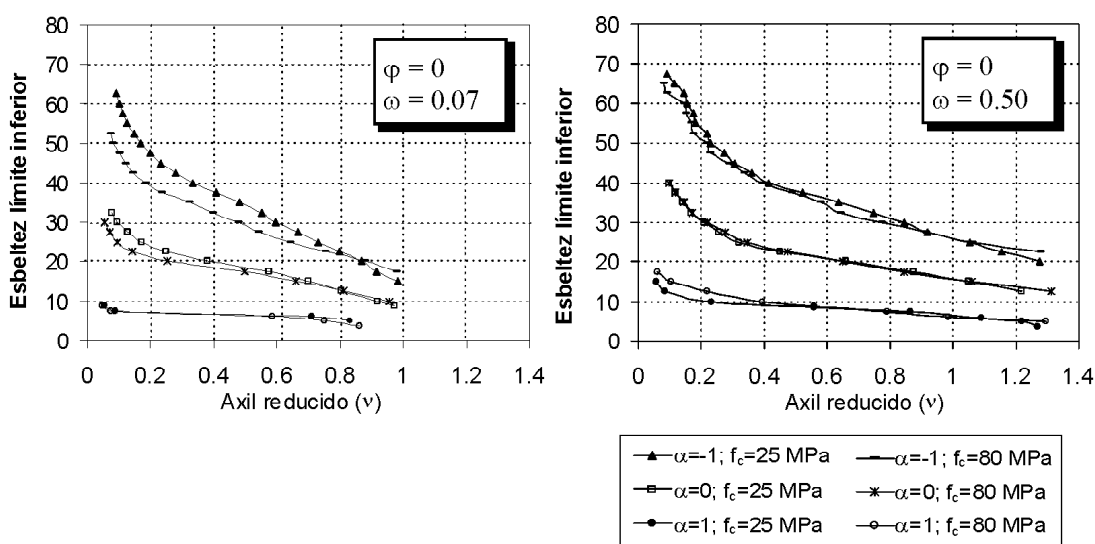 80
70
60
50
40
30
20
10
0
Esbeltez límite inferior
φ = 0
ω = 0.07
0 0.2 0.4 0.6 0.8 1 1.2 1.4
Axil reducido (ν)
80
70
60
50
40
30
20
10
0
Esbeltez límite inferior
φ = 0
ω = 0.50
0 0.2 0.4 0.6 0.8 1 1.2 1.4
Axil reducido (ν)
α=-1; fc=25 MPa
α=-1; fc=80 MPa
α=0; fc=25 MPa
α=0; fc=80 MPa
α=1; fc=25 MPa
α=1; fc=80 MPa